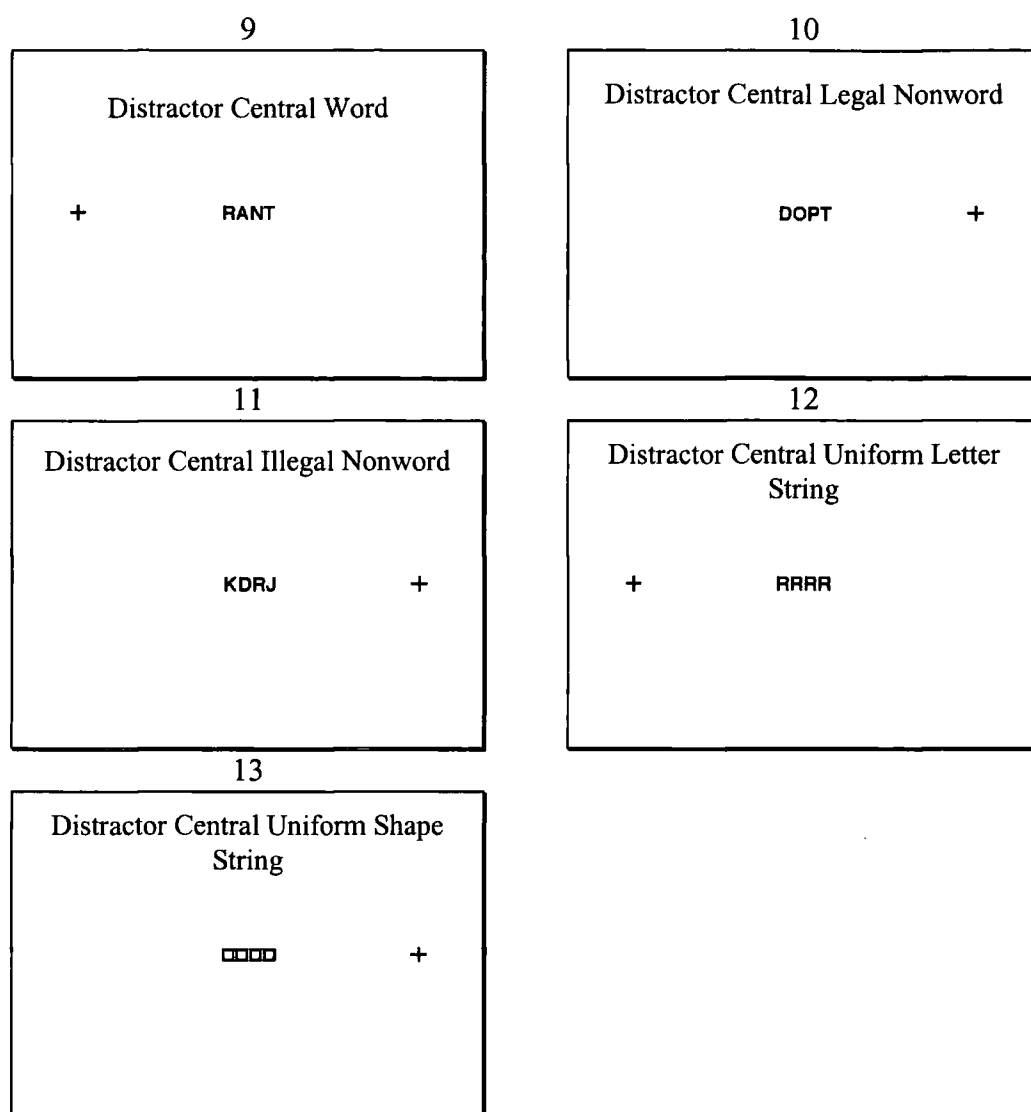 9
Distractor Central Word
+ RANT
10
Distractor Central Legal Nonword
DOPT +
11
Distractor Central Illegal Nonword
KDRJ +
12
Distractor Central Uniform Letter
String
+ RRRR
13
Distractor Central Uniform Shape
String
□□□□ +